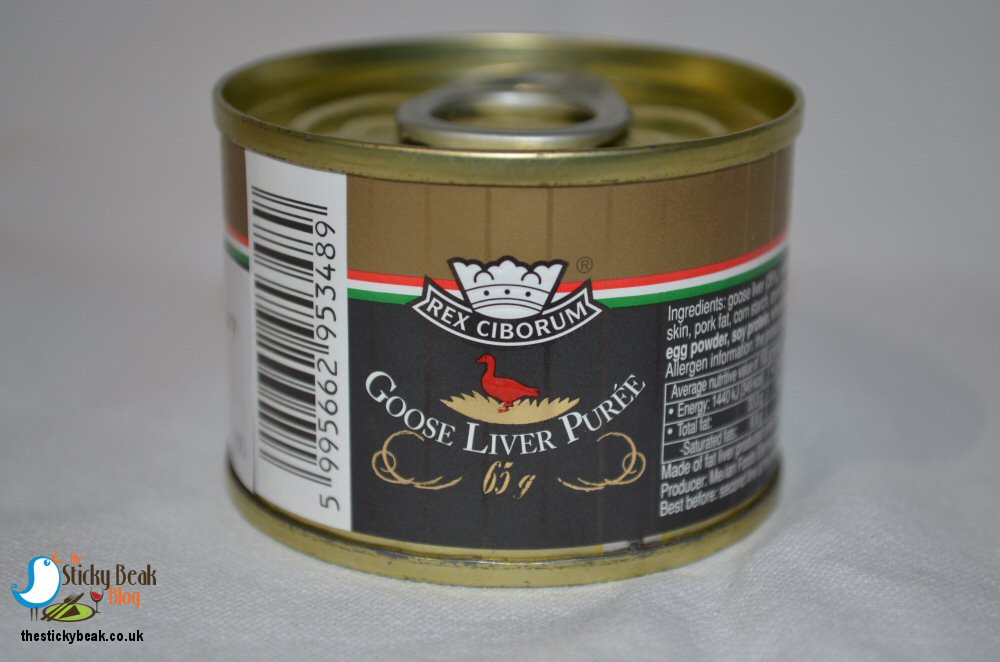 5 995662 953489
REX CIBORUM ®
GOOSE LIVER PURÉE
65 g
Ingredients: goose liver
skin, pork fat, corn starch,
egg powder, soy protein,
Allergen information:
Average nutritive value of
• Energy: 1440 kJ
• Total fat:
-Saturated fats:
Made of fat liver
Producer:
Best before:
The
Sticky Beak
Blog
thestickybeak.co.uk